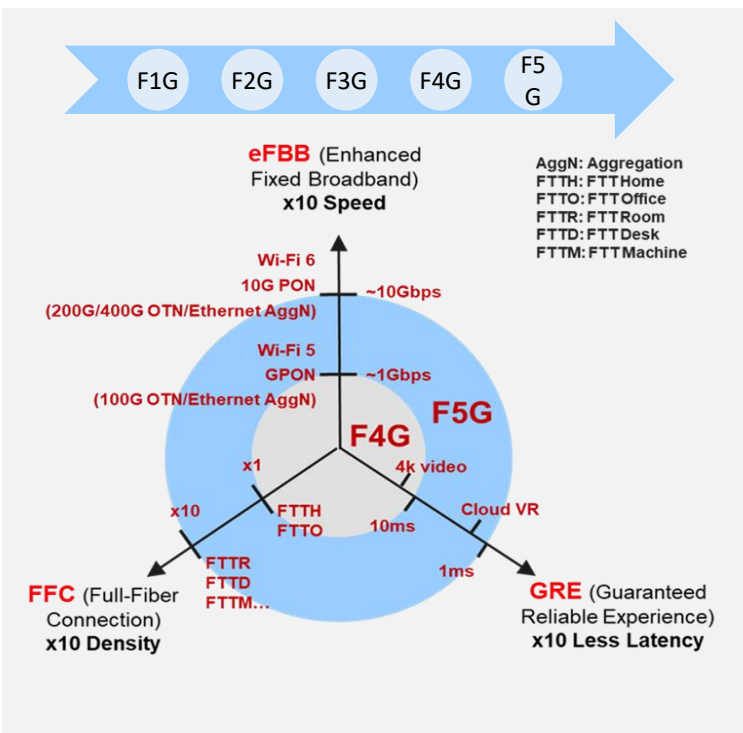 F1G
F2G
F3G
F4G
F5
G
eFBB (Enhanced
Fixed Broadband)
x10 Speed
AggN: Aggregation
FTTH: FTTHome
FTTO: FTTOffice
FTTR: FTTRoom
FTTD: FTTDesk
FTTM: FTTMachine
Wi-Fi 6
10G PON
~10Gbps
(200G/400G OTN/Ethernet AggN)
Wi-Fi 5
GPON
~1Gbps
(100G OTN/Ethernet AggN)
F5G
F4G
x1
4k video
x10
FTTH
FTTO
10ms
Cloud VR
1ms
FTTR
FTTD
FTTM...
FFC (Full-Fiber
Connection)
x10 Density
GRE (Guaranteed
Reliable Experience)
x10 Less Latency